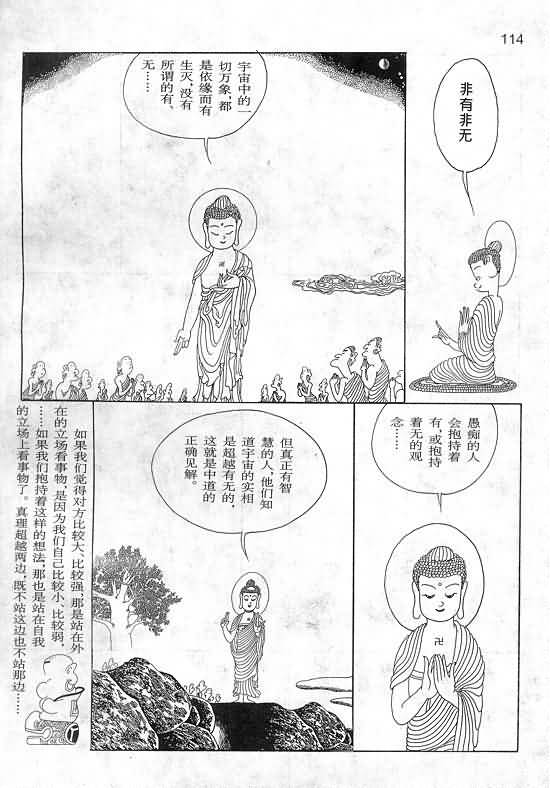 114
非有非无
宇宙中的一
切万象，都
是依缘而有
生灭，没有
所谓的有、
无……
愚痴的人
会抱持着
有，或抱持
着无的观
念……
但真正有智
慧的人，他们知
道宇宙的实相
是超越有无的，
这就是中道的
正确见解。
如果我们觉得对方比较大、比较强，那是站在外
在的立场看事物，是因为我们自己比较小、比较弱，
……如果我们抱持着这样的想法，那也是站在自我
的立场上看事物了。真理超越两边，既不站这边也不站那边……